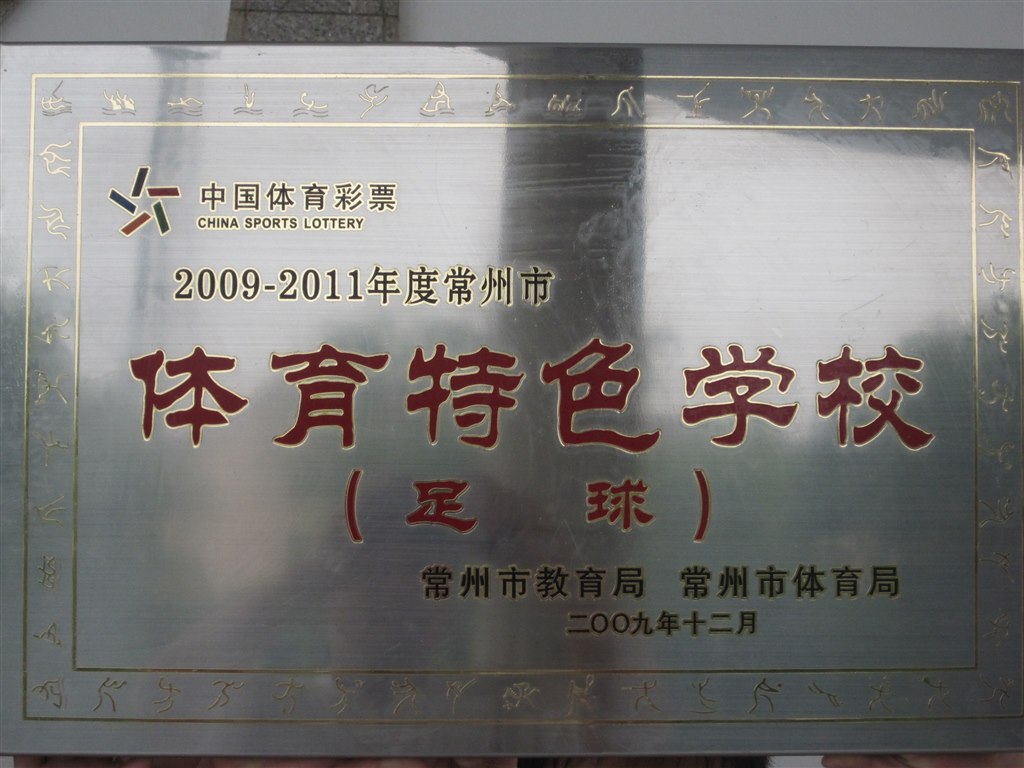 中国体育彩票
CHINA SPORTS LOTTERY
2009-2011年度常州市
体育特色学校
(足球)
常州市教育局 常州市体育局
二〇〇九年十二月